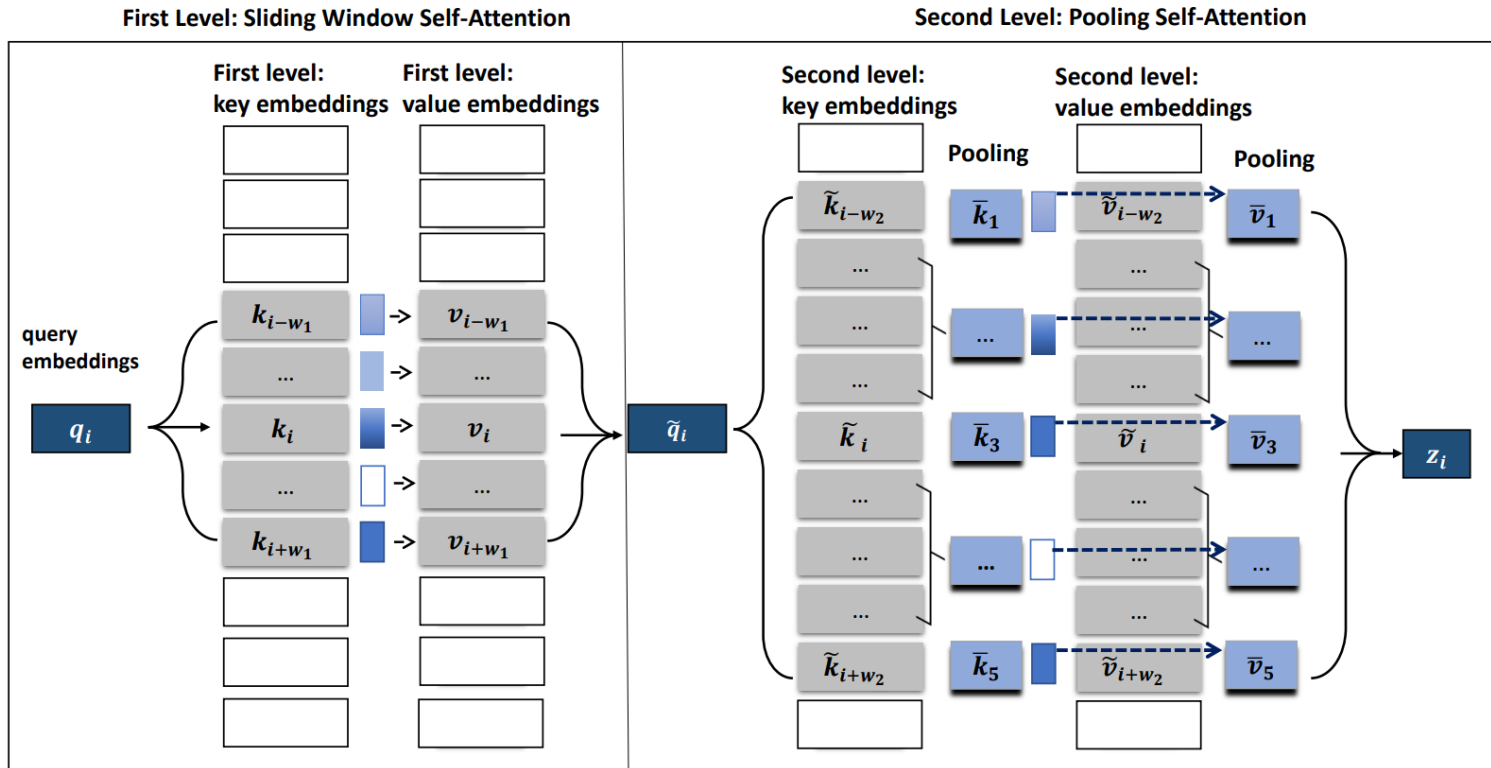 First Level: Sliding Window Self-Attention
Second Level: Pooling Self-Attention
First level:
key embeddings
First level:
value embeddings
query
embeddings
q_i
k_{i-w_1}
...
k_i
...
k_{i+w_1}
v_{i-w_1}
...
v_i
...
v_{i+w_1}
q̃_i
Second level:
key embeddings
Pooling
Second level:
value embeddings
Pooling
k̃_{i-w_2}
...
...
...
k̃_i
...
...
...
k̃_{i+w_2}
k̄_1
...
k̄_3
...
k̄_5
ṽ_{i-w_2}
...
...
...
ṽ_i
...
...
...
ṽ_{i+w_2}
v̄_1
...
v̄_3
...
v̄_5
z_i